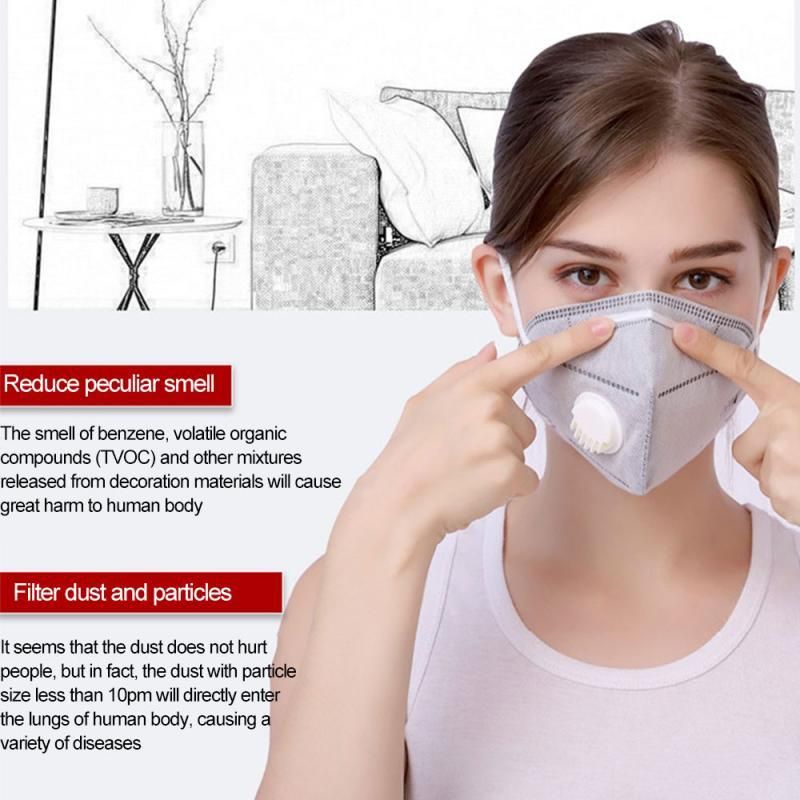 Reduce peculiar smell
The smell of benzene, volatile organic
compounds (TVOC) and other mixtures
released from decoration materials will cause
great harm to human body
Filter dust and particles
It seems that the dust does not hurt
people, but in fact, the dust with particle
size less than 10pm will directly enter
the lungs of human body, causing a
variety of diseases